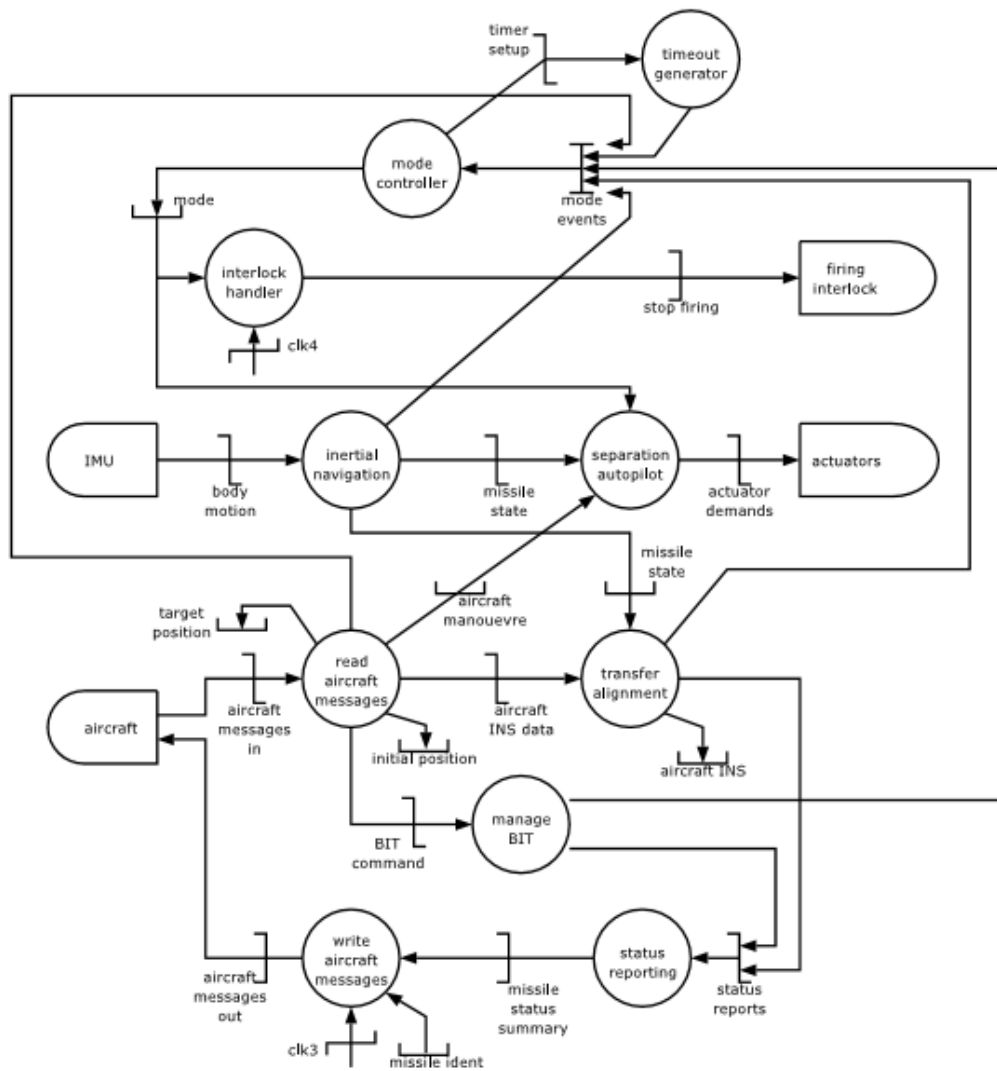 timer
setup
timeout
generator
mode
controller
mode
events
mode
interlock
handler
clk4
stop firing
firing
interlock
IMU
body
motion
inertial
navigation
missile
state
separation
autopilot
actuator
demands
actuators
missile
state
aircraft
manouevre
target
position
read
aircraft
messages
transfer
alignment
aircraft
aircraft
messages
in
aircraft
INS data
initial position
aircraft INS
BIT
command
manage
BIT
write
aircraft
messages
status
reporting
aircraft
messages
out
missile
status
summary
status
reports
clk3
missile ident